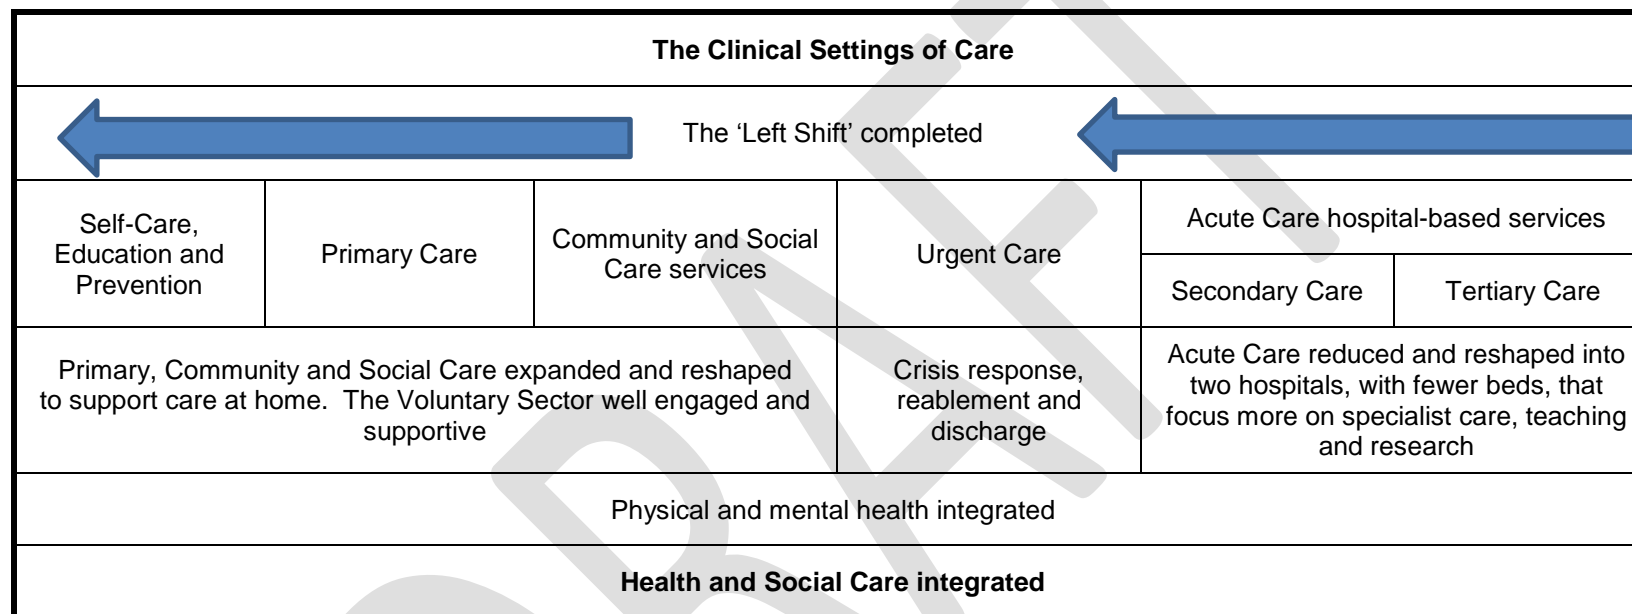 The Clinical Settings of Care
The ‘Left Shift’ completed
Self-Care,
Education and
Prevention
Primary Care
Community and Social
Care services
Urgent Care
Acute Care hospital-based services
Secondary Care
Tertiary Care
Primary, Community and Social Care expanded and reshaped
to support care at home.  The Voluntary Sector well engaged and
supportive
Crisis response,
reablement and
discharge
Acute Care reduced and reshaped into
two hospitals, with fewer beds, that
focus more on specialist care, teaching
and research
Physical and mental health integrated
Health and Social Care integrated
DRAFT